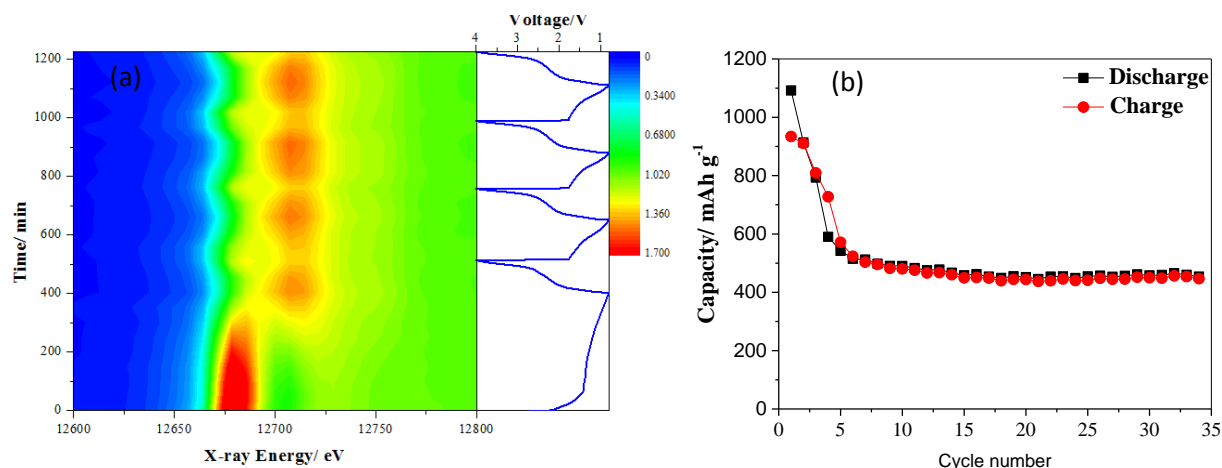 Voltage/V
4 3 2 1
(a)
1200
1000
800
600
400
200
0
Time/ min
12600 12650 12700 12750 12800
X-ray Energy/ eV
0
0.3400
0.6800
1.020
1.360
1.700
(b)
Discharge
Charge
1200
1000
800
600
400
200
0
Capacity/ mAh g-1
0 5 10 15 20 25 30 35
Cycle number